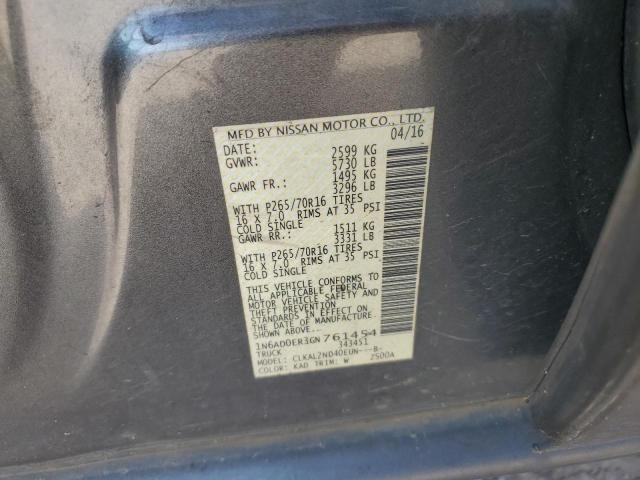 MFD BY NISSAN MOTOR CO., LTD.
DATE: 04/16
GVWR: 2599 KG
5730 LB
GAWR FR.: 1495 KG
3296 LB
WITH P265/70R16 TIRES
16 X 7.0 RIMS AT 35 PSI
COLD SINGLE
GAWR RR.: 1511 KG
3331 LB
WITH P265/70R16 TIRES
16 X 7.0 RIMS AT 35 PSI
COLD SINGLE
THIS VEHICLE CONFORMS TO
ALL APPLICABLE FEDERAL
MOTOR VEHICLE SAFETY AND
THEFT PREVENTION STANDARDS
IN EFFECT ON THE DATE OF MANUFACTURE
SHOWN ABOVE.
1N6AD0ER3GN761454
TRUCK 343451
MODEL: CLKALZND40EUN---B-
COLOR: KAD TRIM: W 2500A